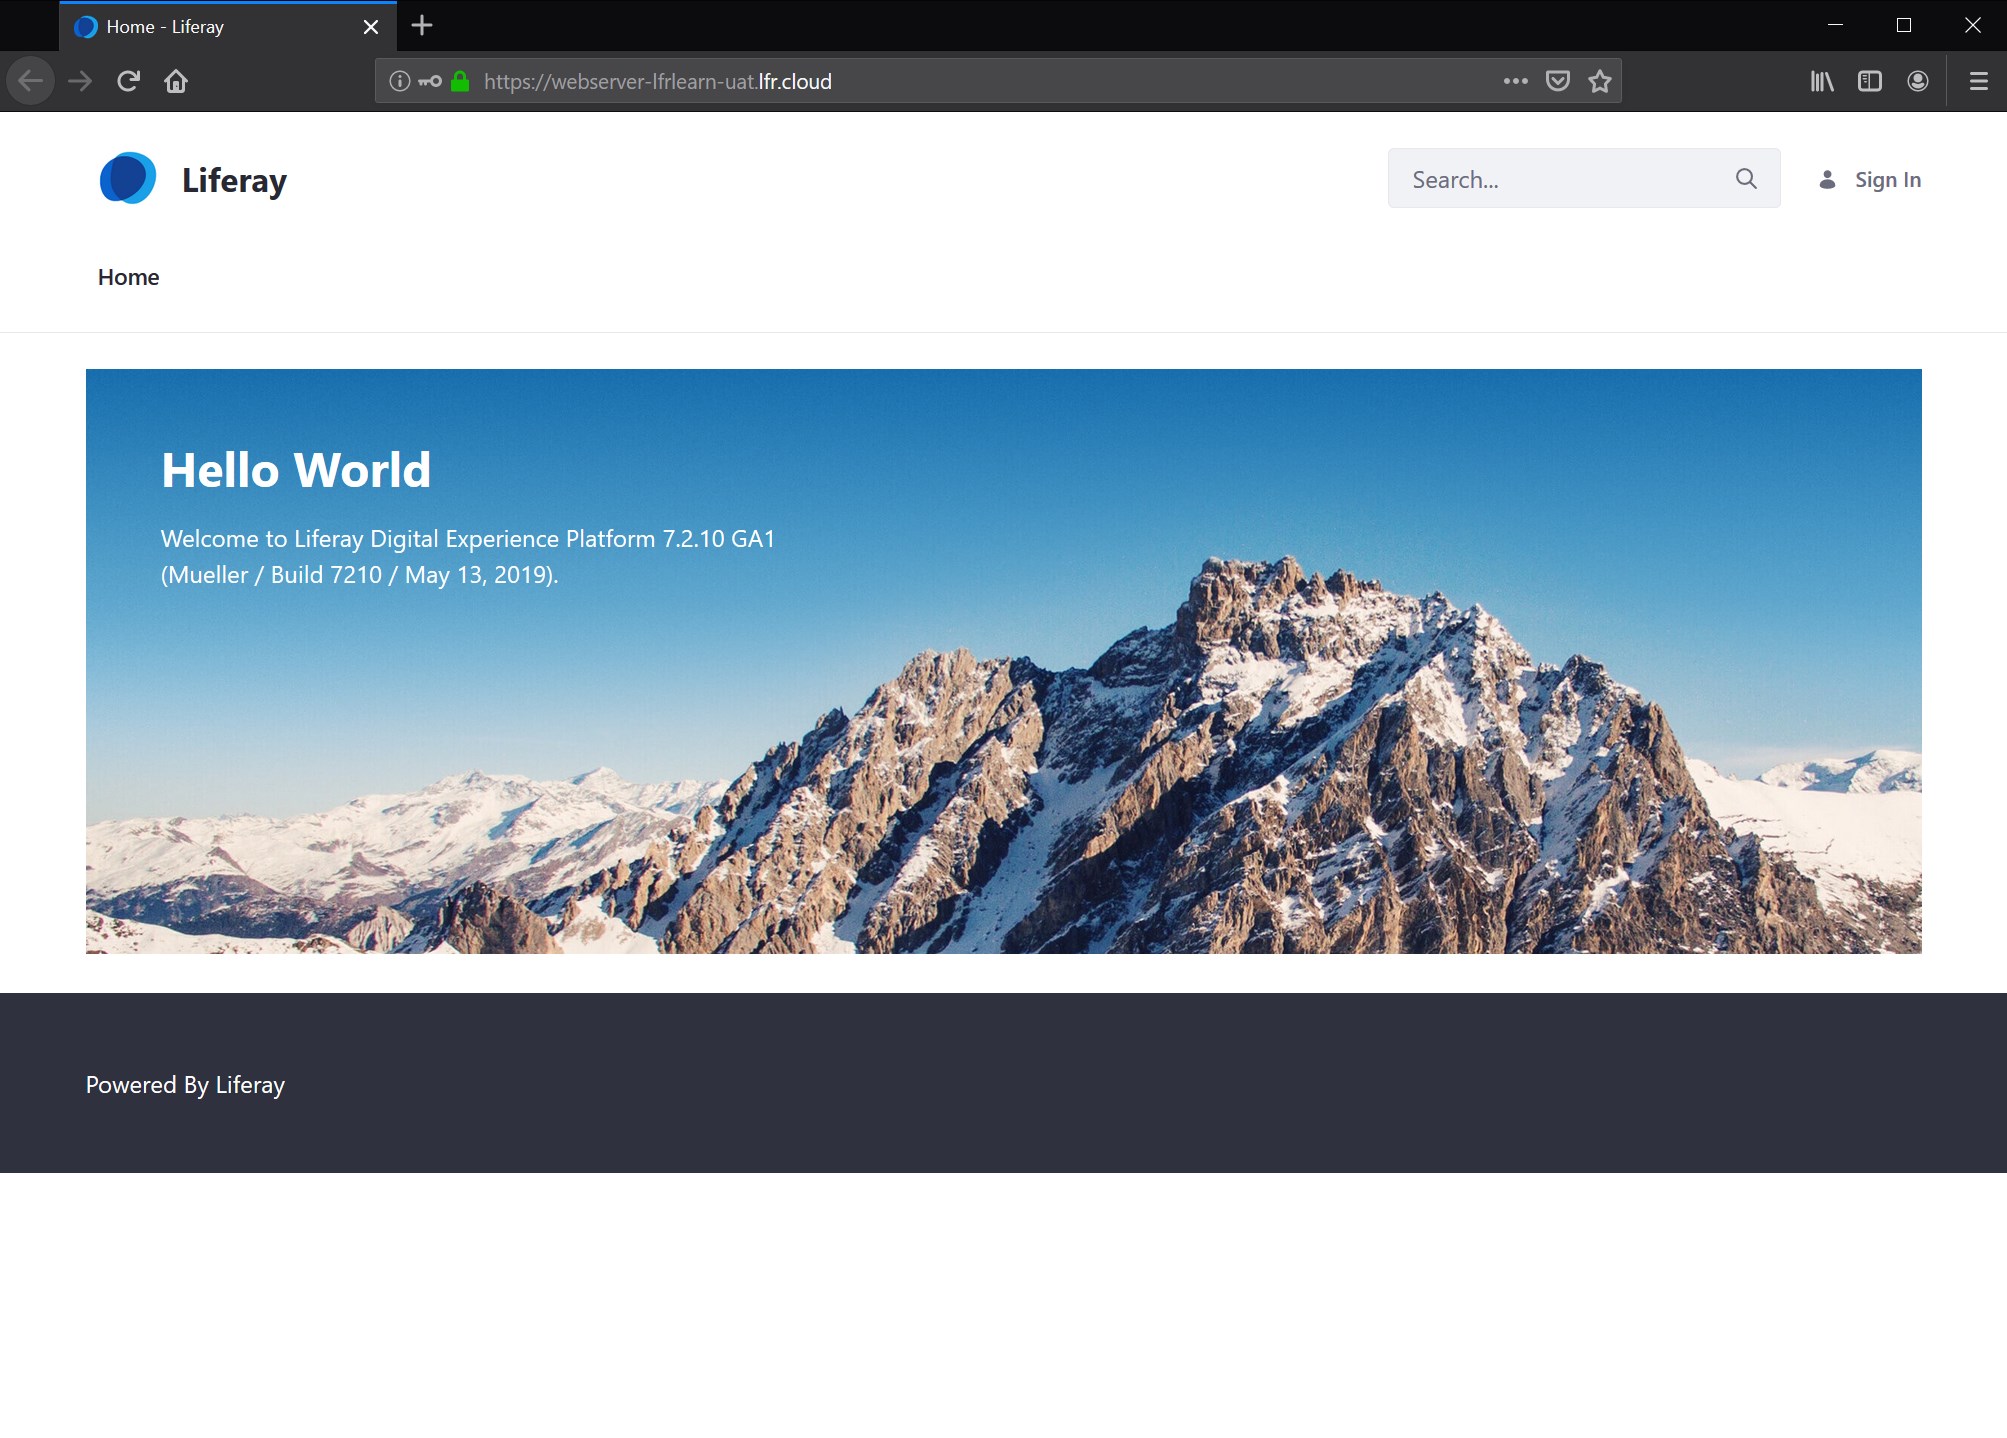 Home - Liferay
https://webserver-lfrlearn-uat.lfr.cloud
Liferay
Search...
Sign In
Home
Hello World
Welcome to Liferay Digital Experience Platform 7.2.10 GA1
(Mueller / Build 7210 / May 13, 2019).
Powered By Liferay